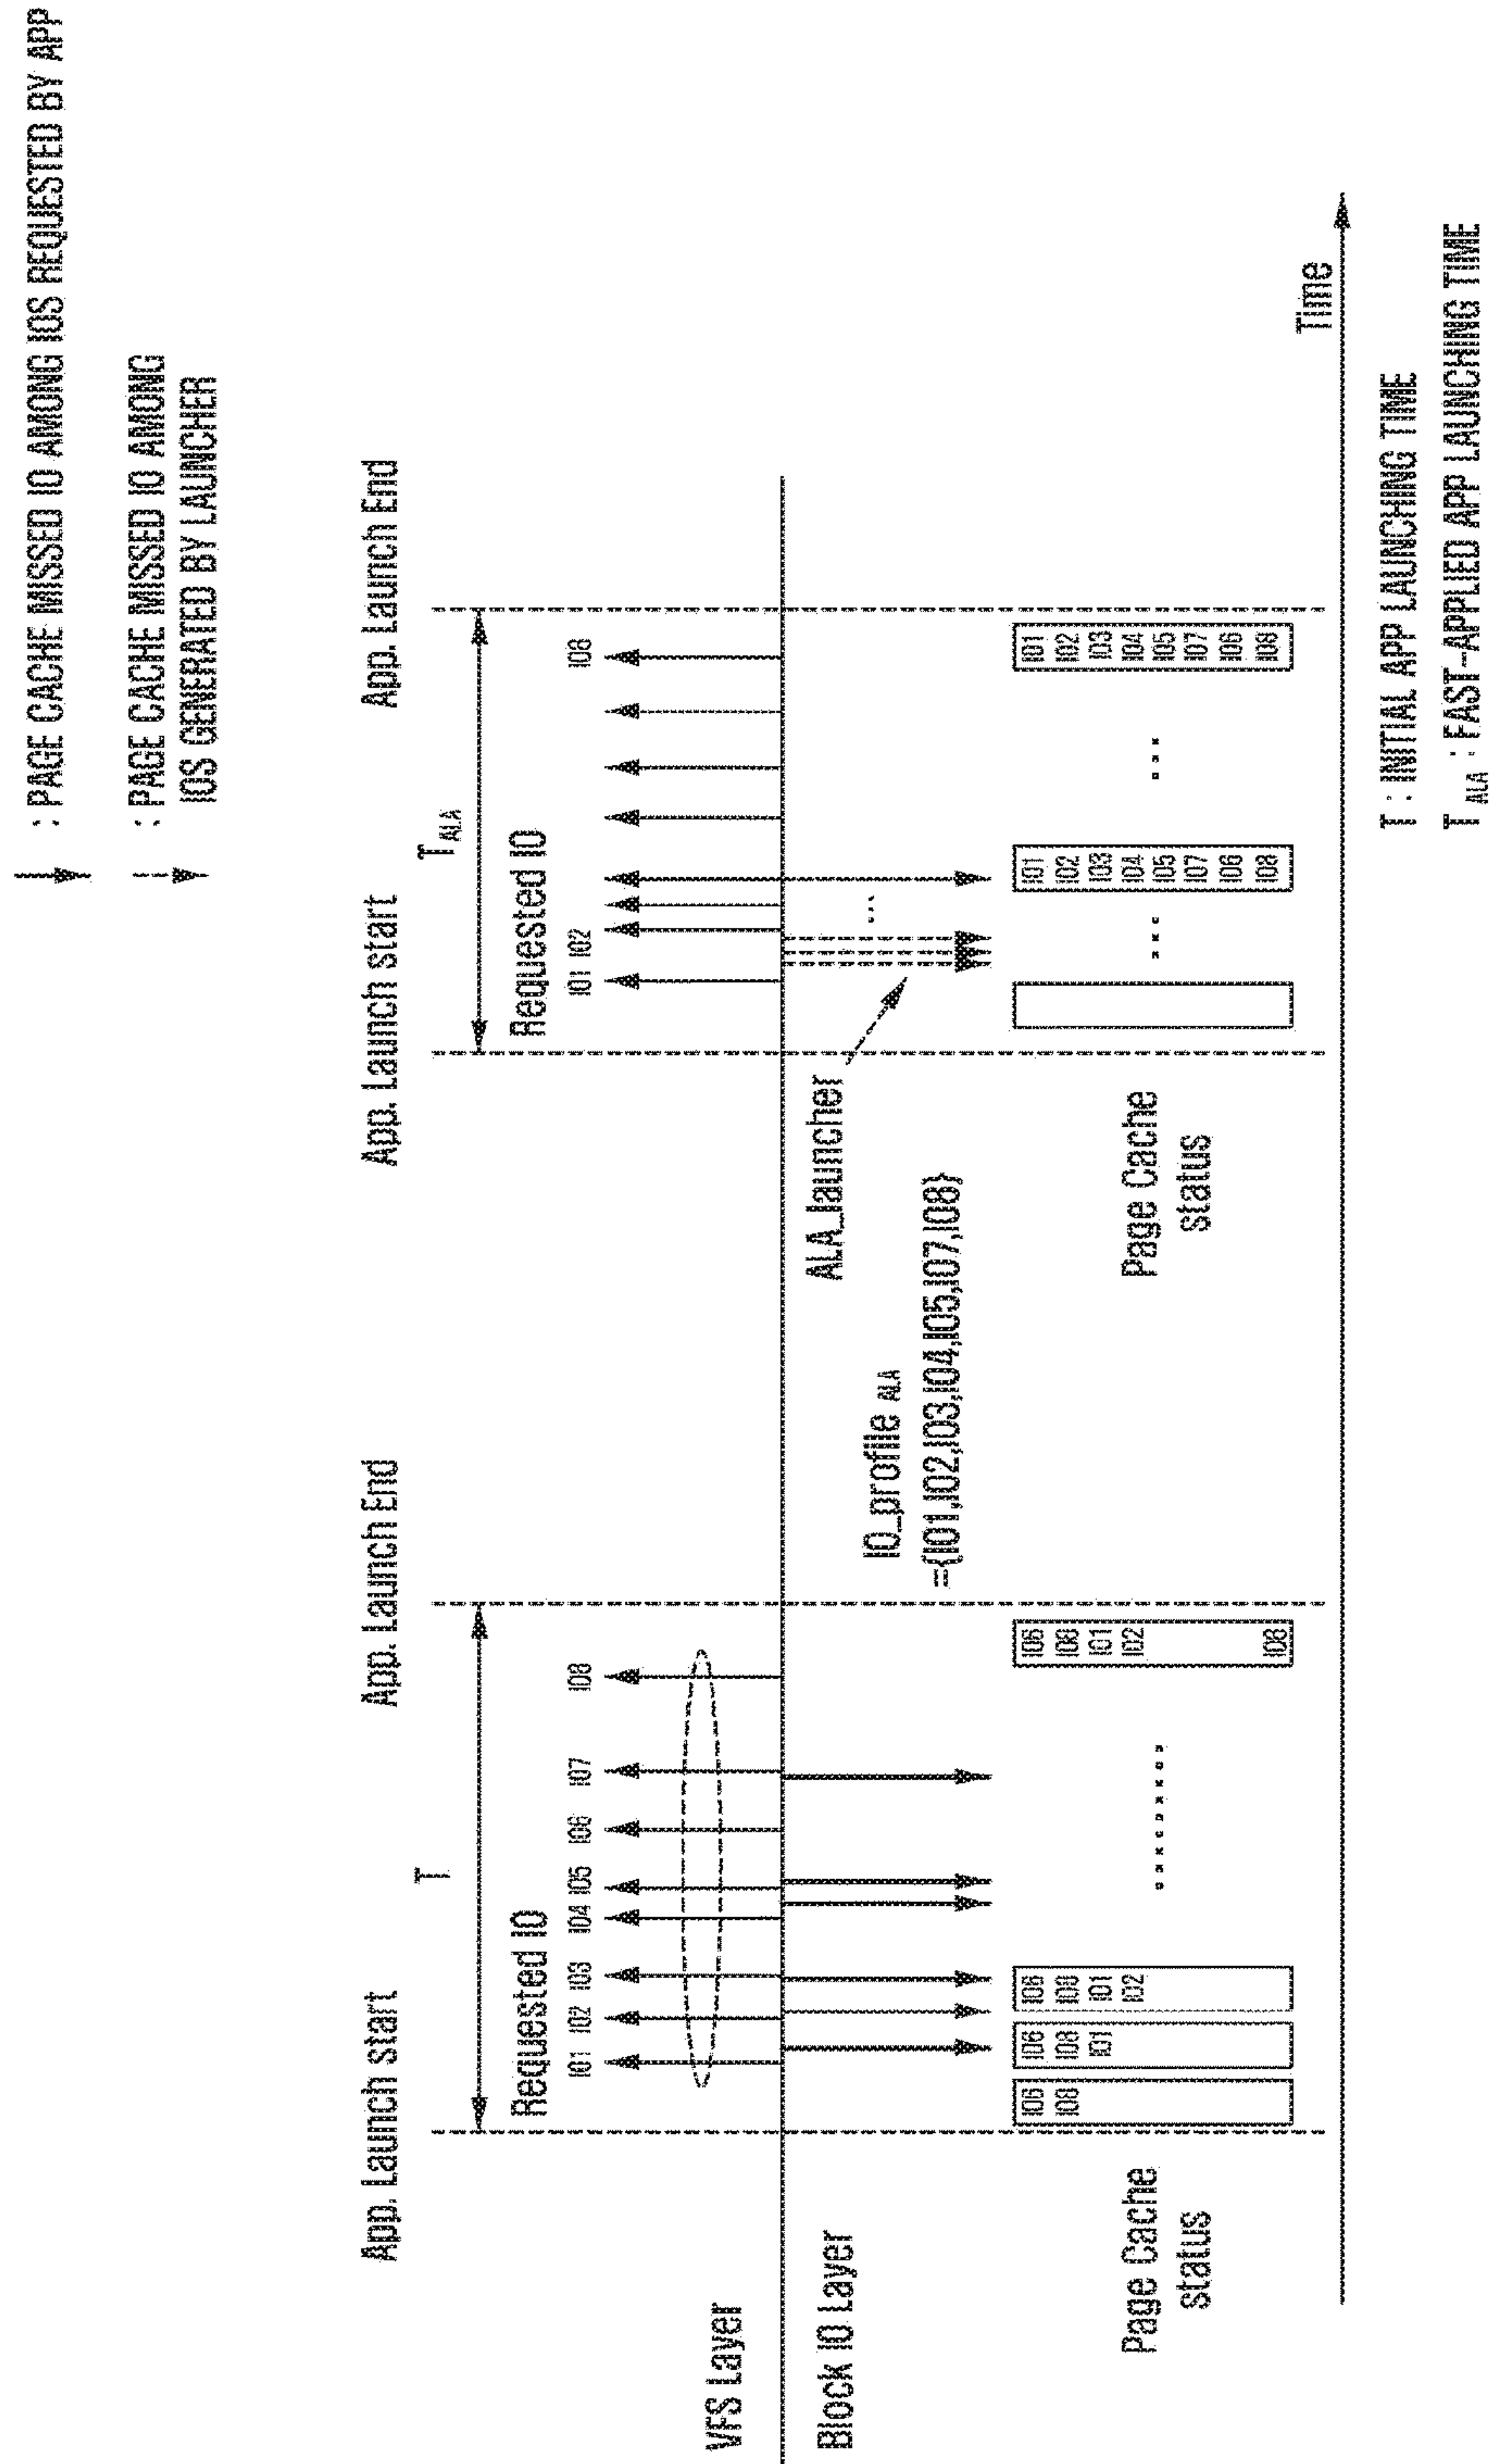 : PAGE CACHE MISSED IO AMONG IOS REQUESTED BY APP
: PAGE CACHE MISSED IO AMONG
IOS GENERATED BY LAUNCHER
App. Launch start
App. Launch End
App. Launch start
App. Launch End
T
T ALA
Requested IO
Requested IO
IO1 IO2 IO3 IO4 IO5 IO6 IO7 IO8
IO1 IO2 IO8
VFS Layer
Block IO Layer
ALA_launcher
...
IO_profile ALA
={IO1,IO2,IO3,IO4,IO5,IO7,IO8}
Page Cache
status
IO6
IO8
IO6
IO8
IO1
IO6
IO8
IO1
IO2
.........
IO6
IO8
IO1
IO2
IO8
Page Cache
status
...
IO1
IO2
IO3
IO4
IO5
IO7
IO6
IO8
...
IO1
IO2
IO3
IO4
IO5
IO7
IO6
IO8
Time
T : INITIAL APP LAUNCHING TIME
T ALA : FAST-APPLIED APP LAUNCHING TIME